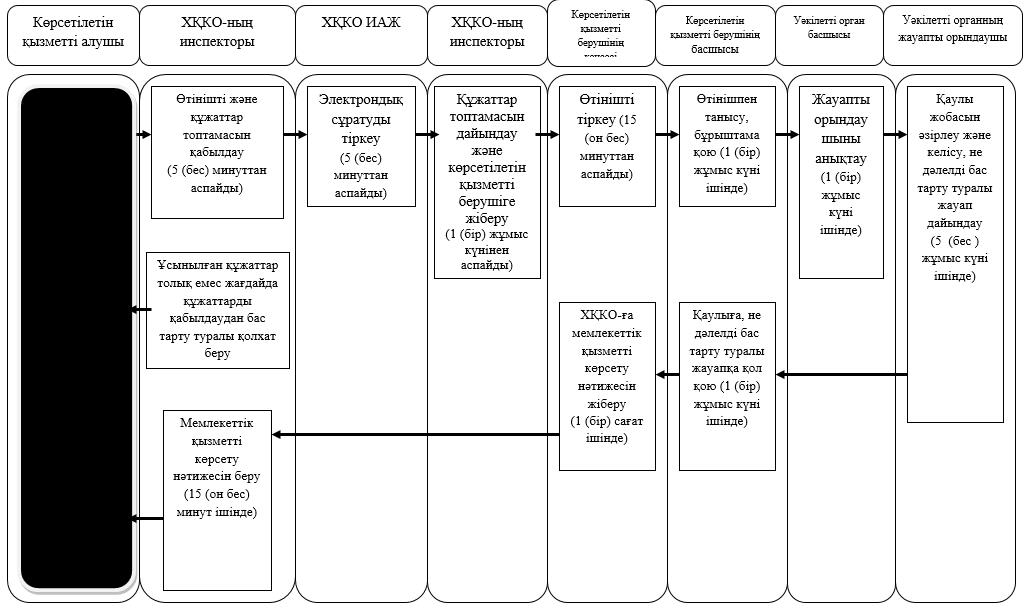 Көрсетілетін
қызметті алушы
ХҚКО-ның
инспекторы
ХҚКО ИАЖ
ХҚКО-ның
инспекторы
Көрсетілетін
қызметті
берушінің
Көрсетілетін
қызметті берушінің
басшысы
Уәкілетті орган
басшысы
Уәкілетті органның
жауапты орындаушы
Өтінішті және
құжаттар
топтамасын
қабылдау
(5 (бес) минуттан
аспайды)
Электрондық
сұратуды
тіркеу
(5 (бес)
минуттан
аспайды)
Құжаттар
топтамасын
дайындау
және
көрсетілетін
қызметті
берушіге
жіберу
(1 (бір) жұмыс
күнінен
аспайды)
Өтінішті
тіркеу (15
(он бес)
минуттан
аспайды)
Өтінішпен
танысу,
бұрыштама
қою (1 (бір)
жұмыс күні
ішінде)
Жауапты
орындау
шыны
анықтау
(1 (бір)
жұмыс
күні
ішінде)
Қаулы
жобасын
әзірлеу және
келісу, не
дәлелді бас
тарту туралы
жауап
дайындау
(5 (бес )
жұмыс күні
ішінде)
Ұсынылған құжаттар
толық емес жағдайда
құжаттарды
қабылдаудан бас
тарту туралы қолхат
беру
ХҚКО-ға
мемлекеттік
қызметті
көрсету
нәтижесін
жіберу
(1 (бір) сағат
ішінде)
Қаулыға, не
дәлелді бас
тарту туралы
жауапқа қол
қою (1 (бір)
жұмыс күні
ішінде)
Мемлекеттік
қызметті
көрсету
нәтижесін беру
(15 (он бес)
минут ішінде)